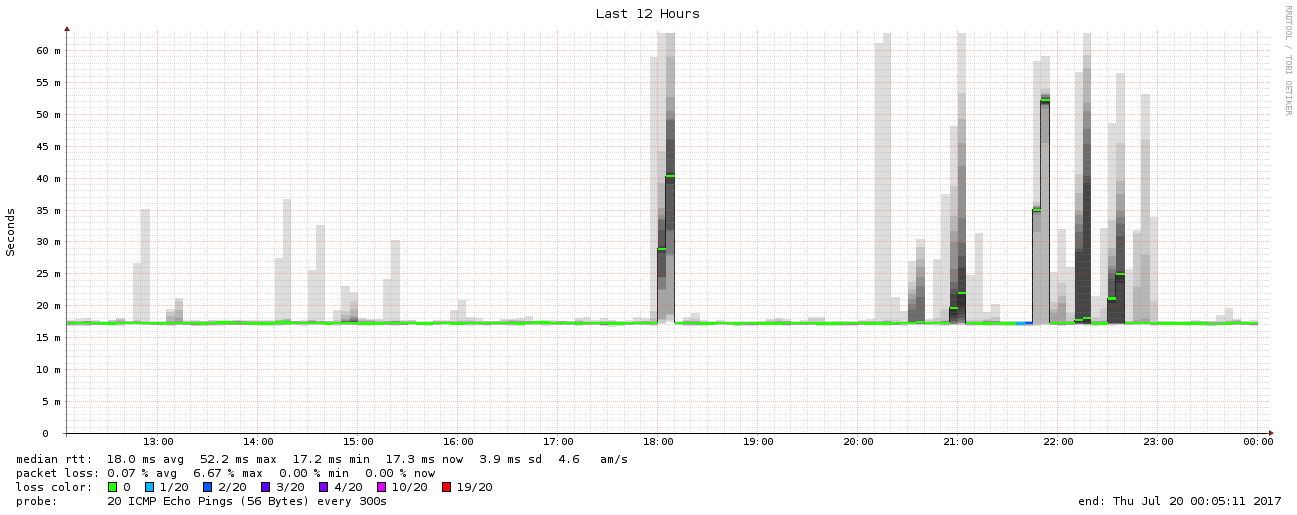 Last 12 Hours
RRDTOOL / TOBI OETIKER
Seconds
60 m
55 m
50 m
45 m
40 m
35 m
30 m
25 m
20 m
15 m
10 m
5 m
0
13:00 14:00 15:00 16:00 17:00 18:00 19:00 20:00 21:00 22:00 23:00 00:00
median rtt: 18.0 ms avg 52.2 ms max 17.2 ms min 17.3 ms now 3.9 ms sd 4.6 am/s
packet loss: 0.07 % avg 6.67 % max 0.00 % min 0.00 % now
loss color: 0 1/20 2/20 3/20 4/20 10/20 19/20
probe: 20 ICMP Echo Pings (56 Bytes) every 300s end: Thu Jul 20 00:05:11 2017